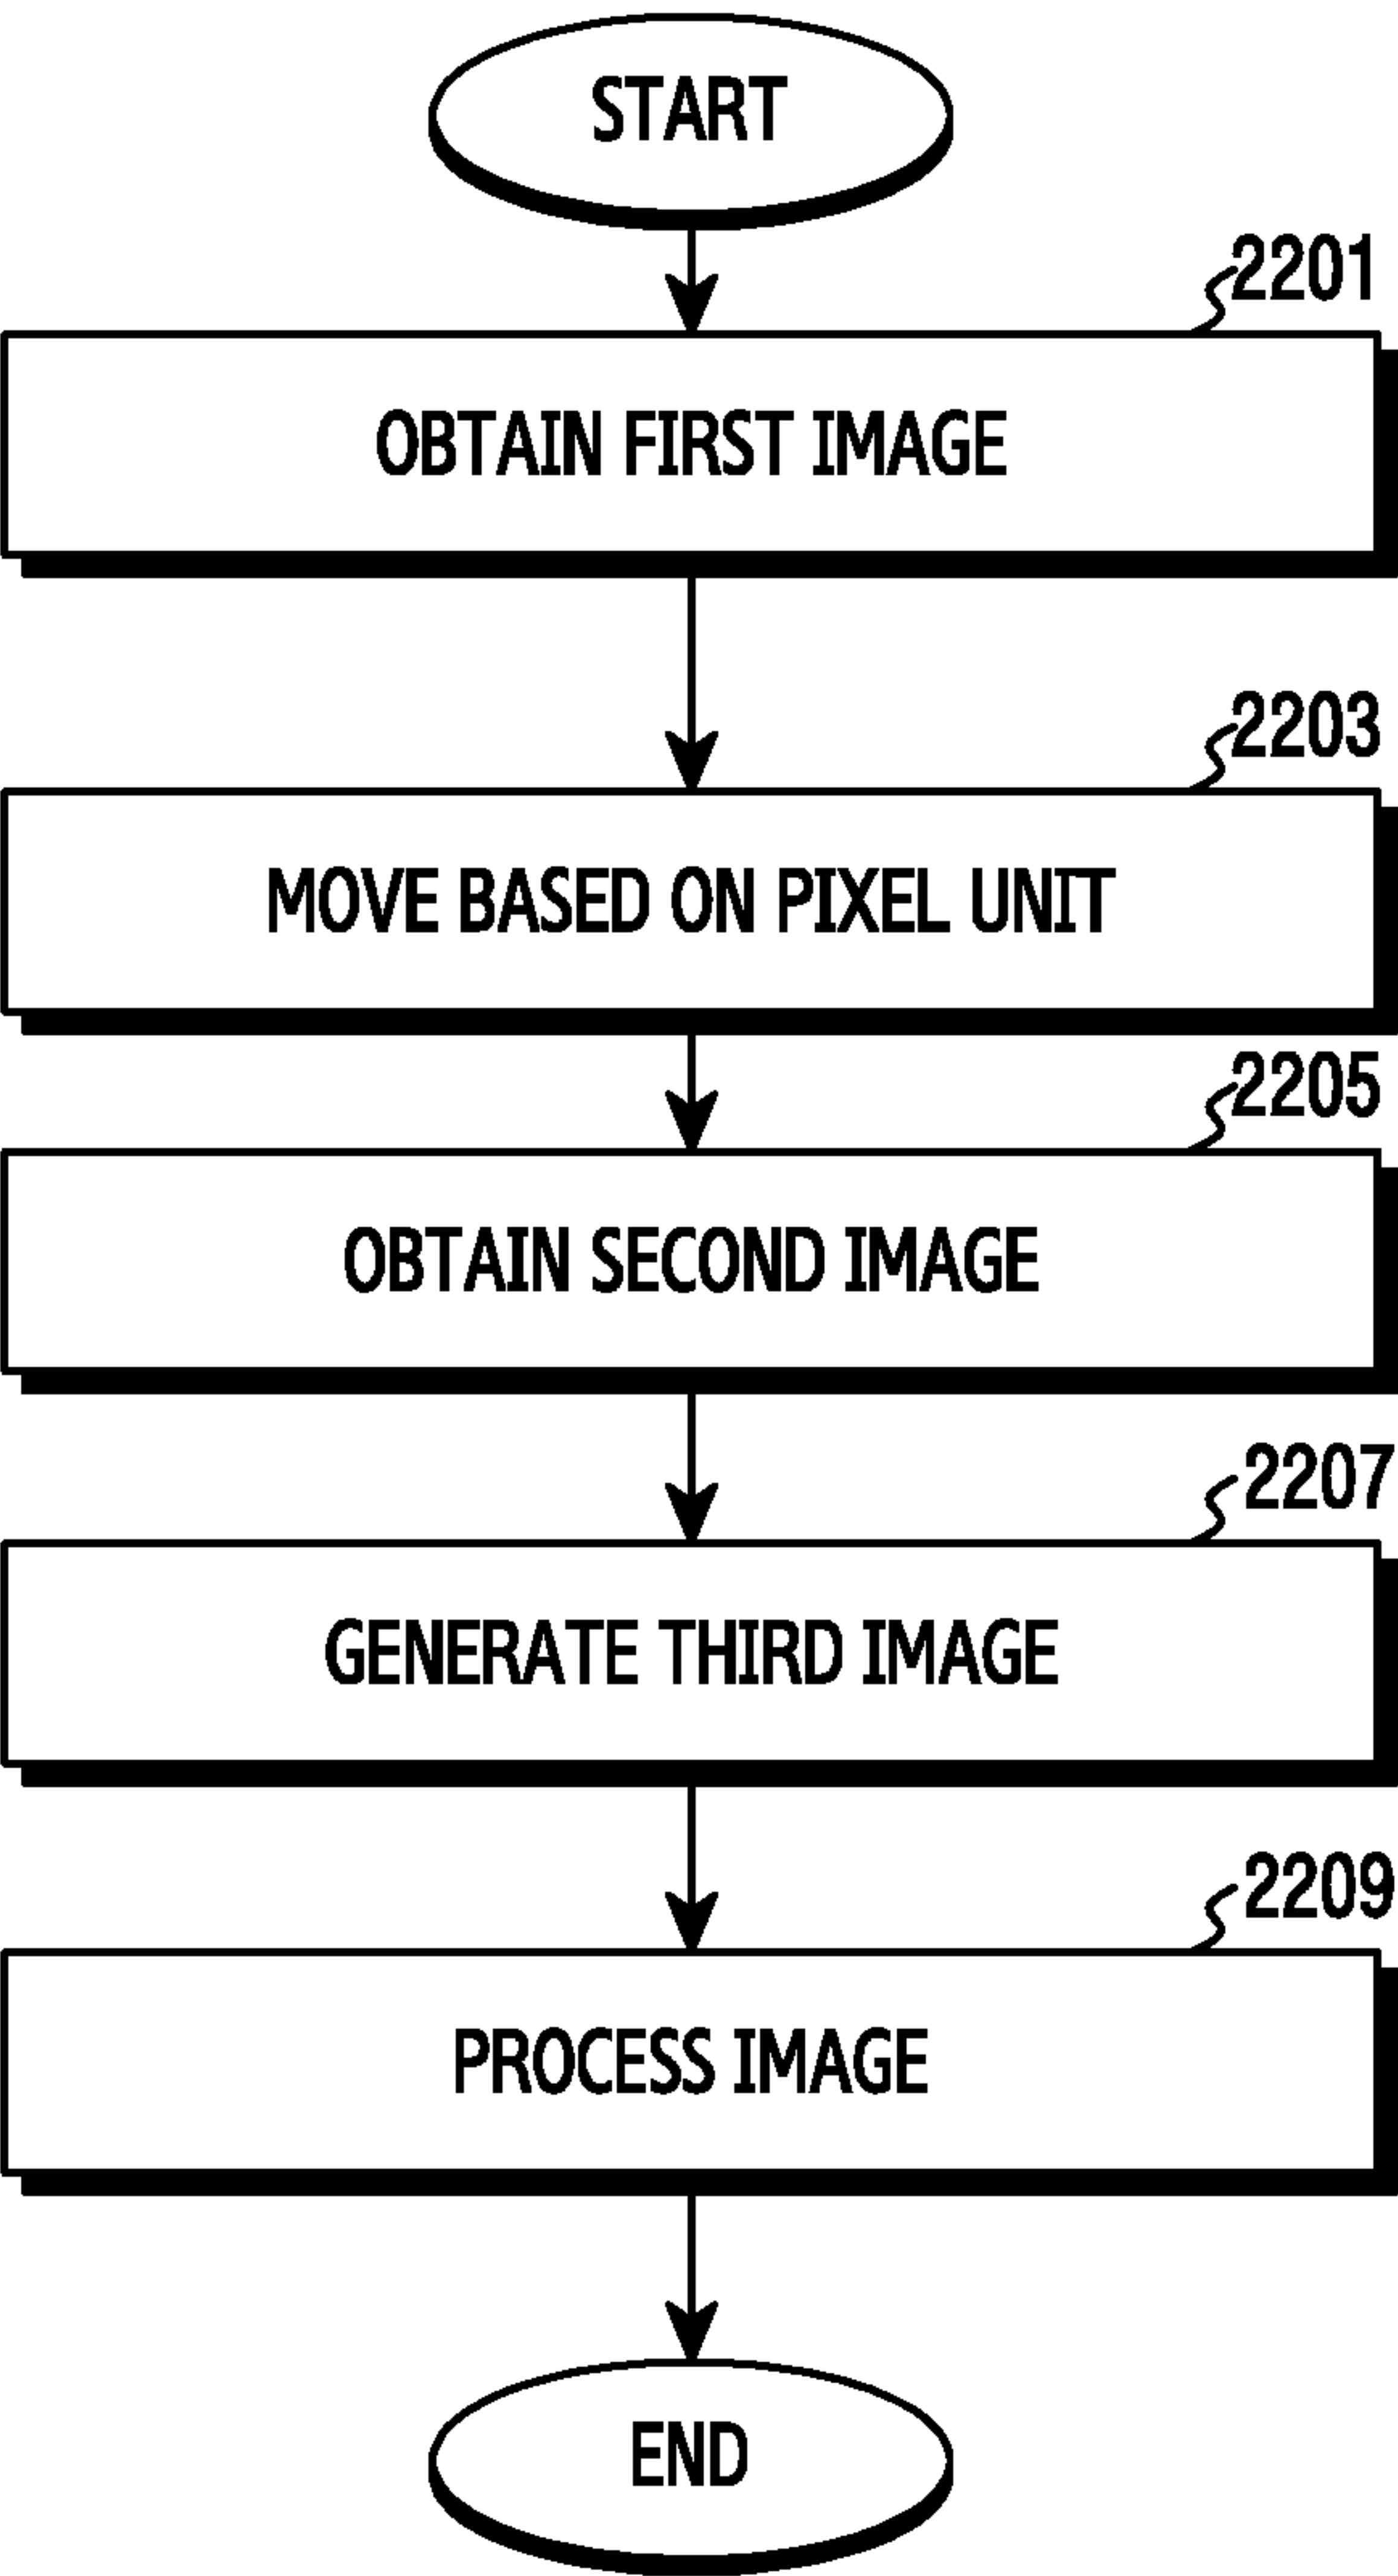 START
2201
OBTAIN FIRST IMAGE
2203
MOVE BASED ON PIXEL UNIT
2205
OBTAIN SECOND IMAGE
2207
GENERATE THIRD IMAGE
2209
PROCESS IMAGE
END